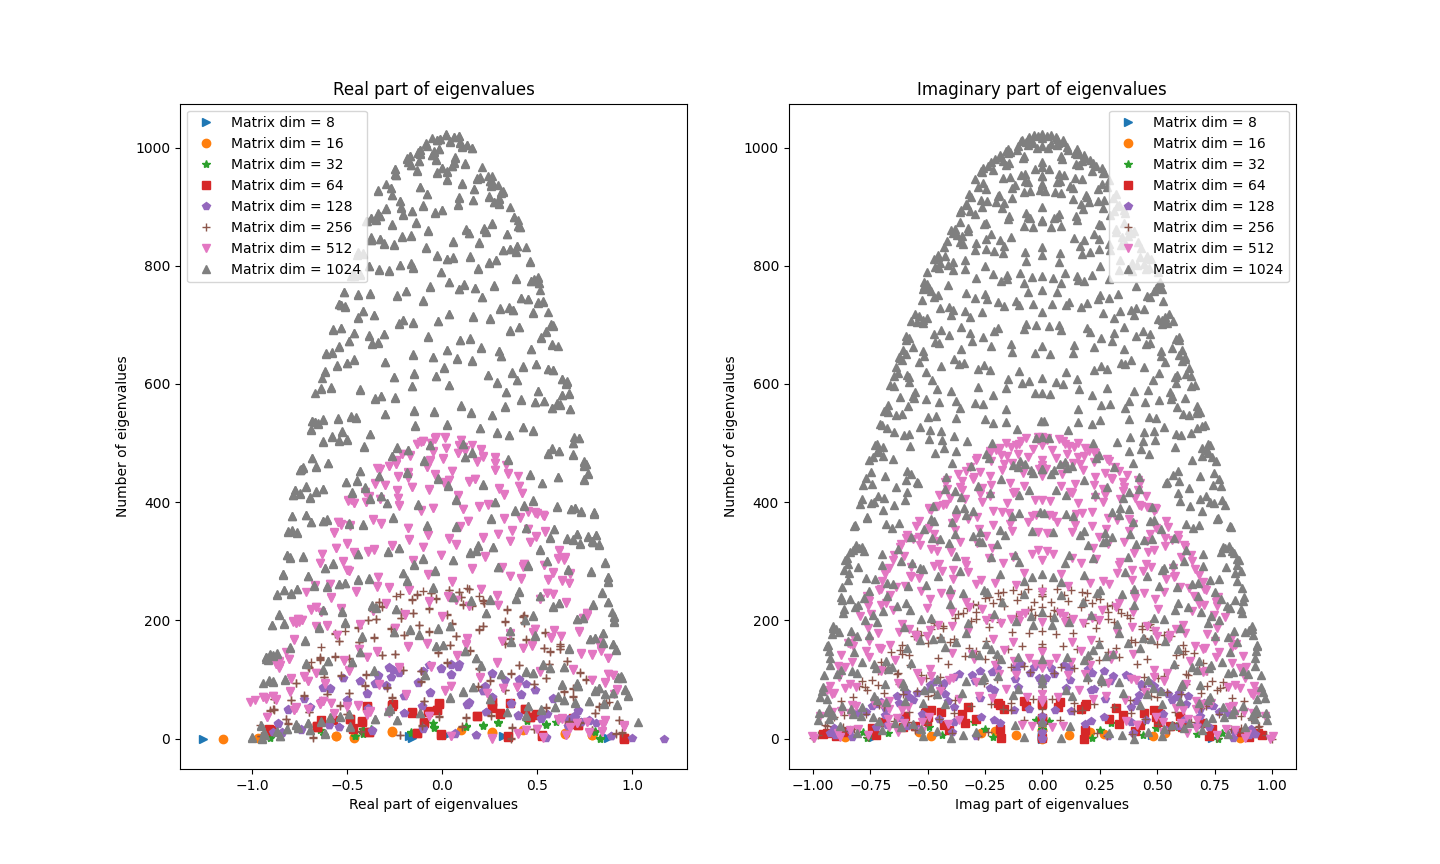 Real part of eigenvalues
Number of eigenvalues
1000
800
600
400
200
0
−1.0 −0.5 0.0 0.5 1.0
Real part of eigenvalues
Matrix dim = 8
Matrix dim = 16
Matrix dim = 32
Matrix dim = 64
Matrix dim = 128
Matrix dim = 256
Matrix dim = 512
Matrix dim = 1024
Imaginary part of eigenvalues
Number of eigenvalues
1000
800
600
400
200
0
−1.00 −0.75 −0.50 −0.25 0.00 0.25 0.50 0.75 1.00
Imag part of eigenvalues
Matrix dim = 8
Matrix dim = 16
Matrix dim = 32
Matrix dim = 64
Matrix dim = 128
Matrix dim = 256
Matrix dim = 512
Matrix dim = 1024